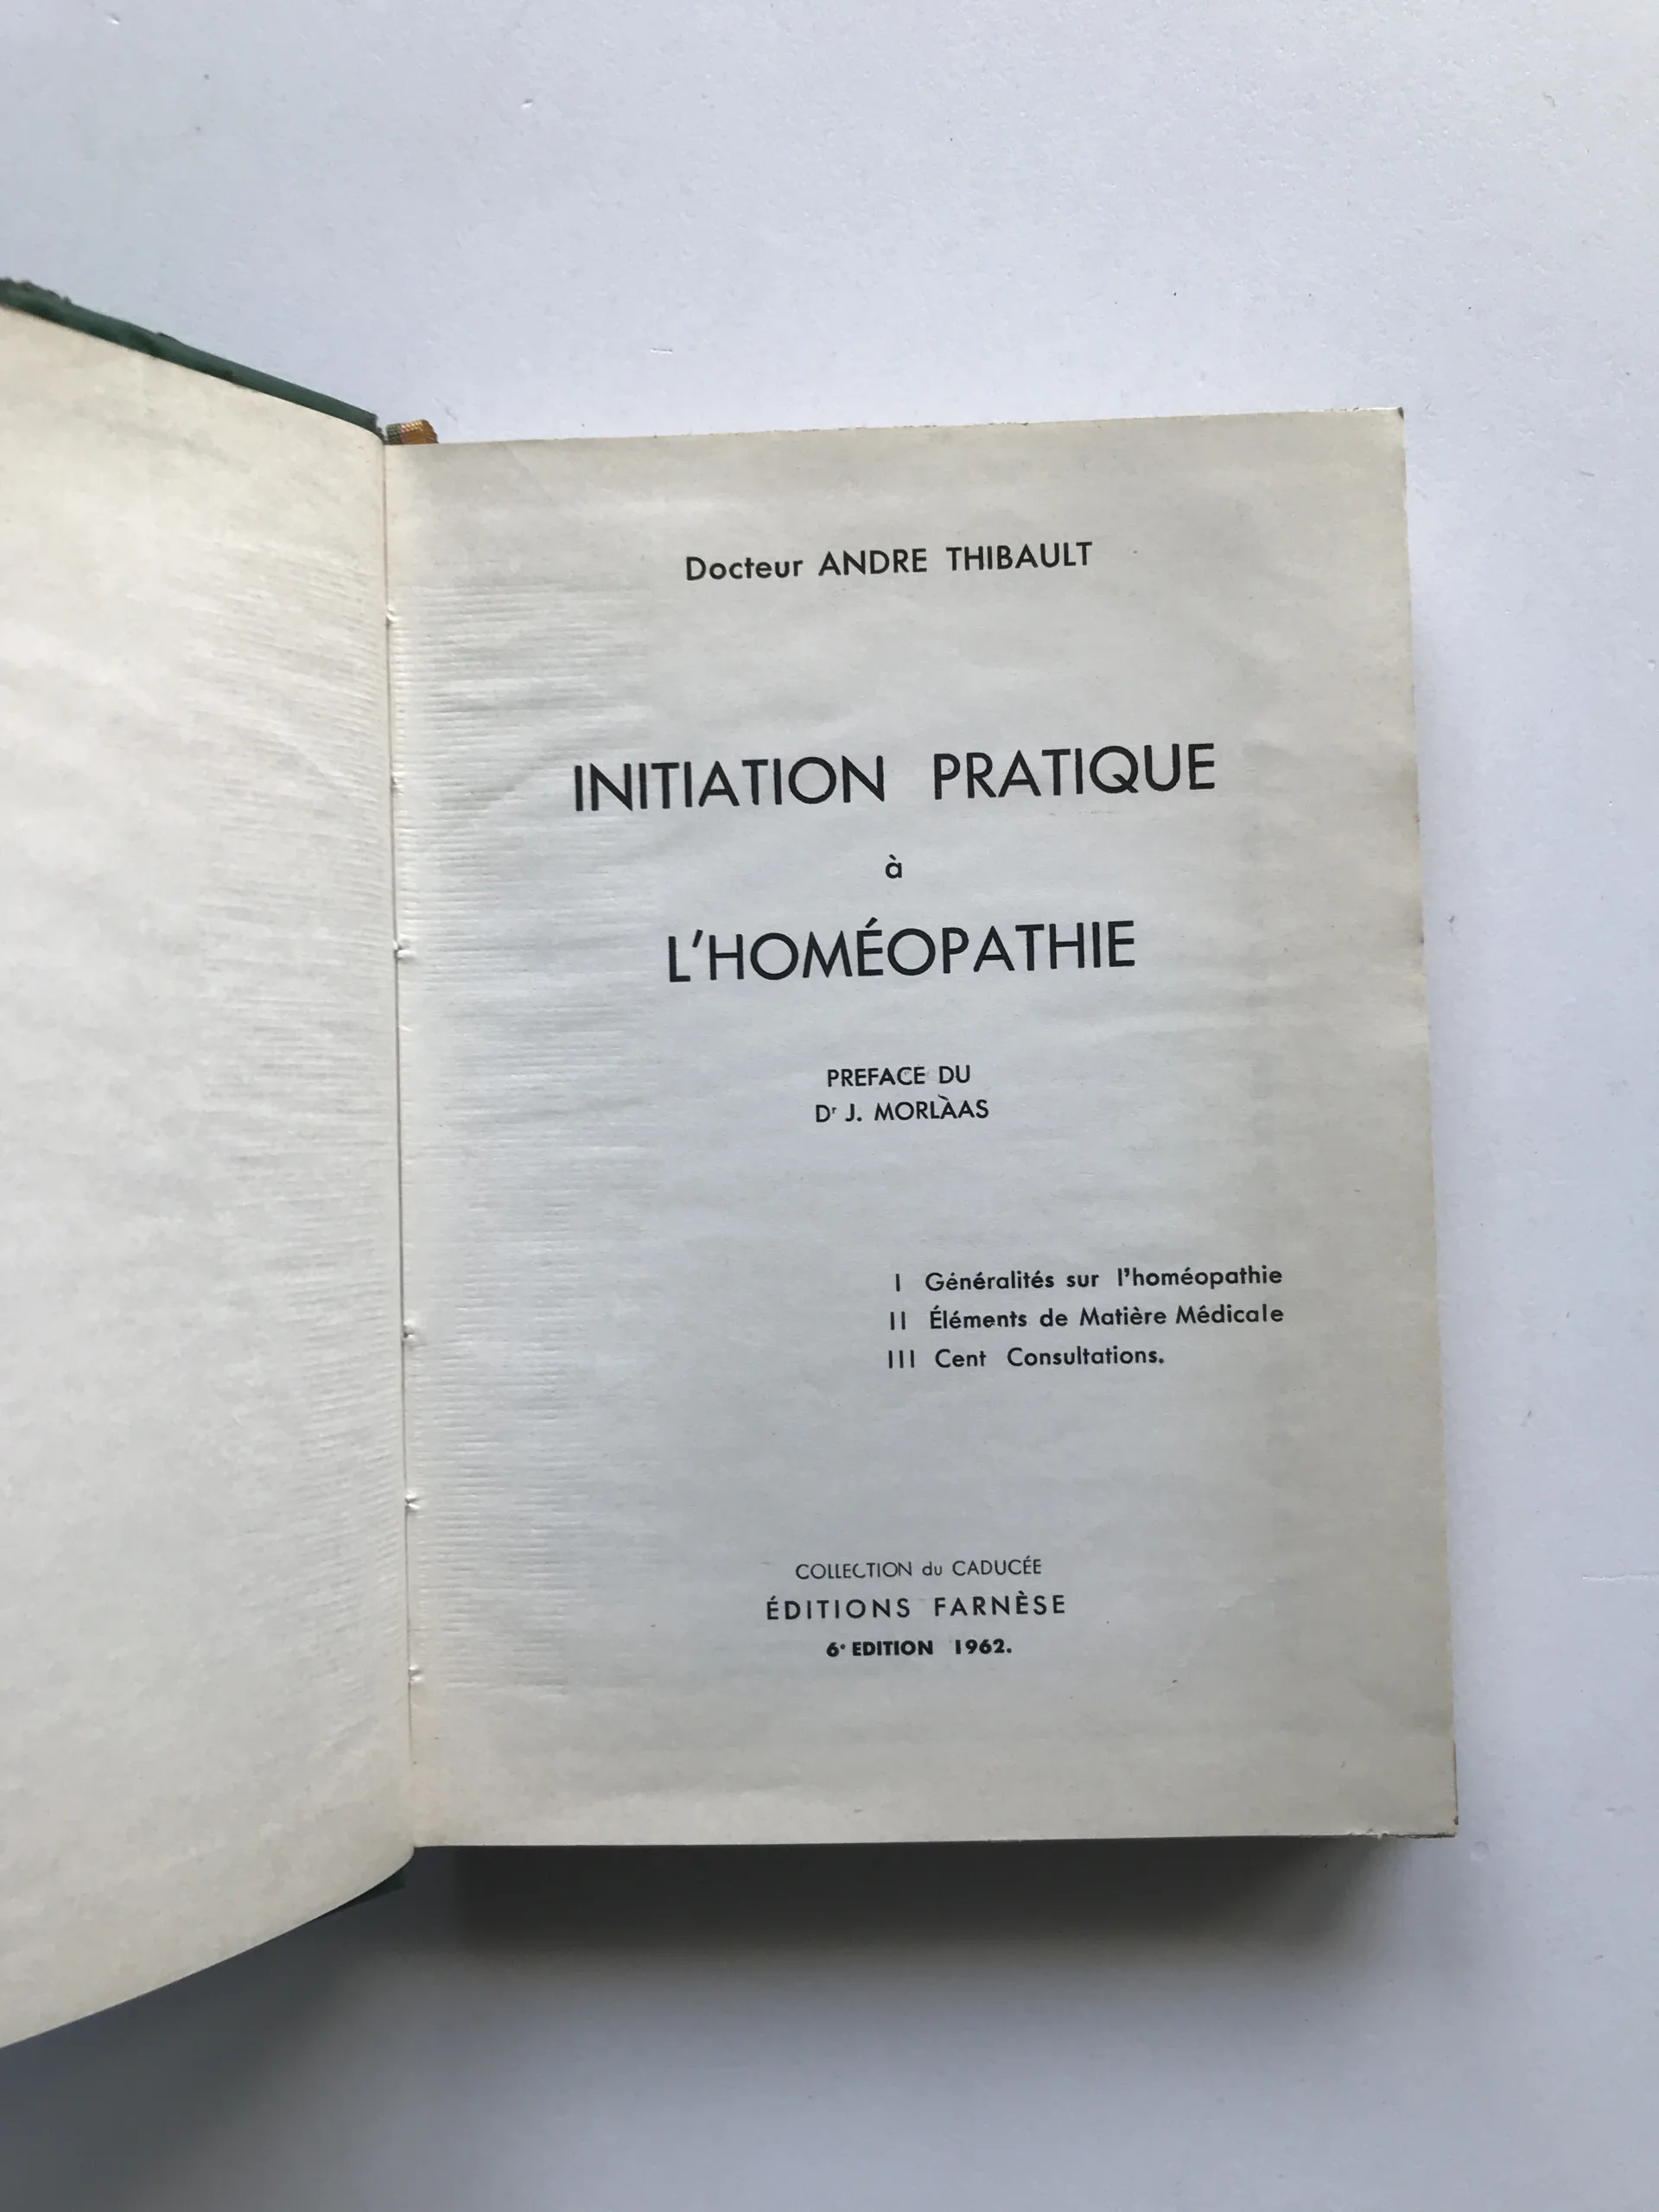 Docteur ANDRE THIBAULT
INITIATION PRATIQUE
à
L'HOMÉOPATHIE
PREFACE DU
Dr J. MORLÀAS
I Généralités sur l'homéopathie
II Éléments de Matière Médicale
III Cent Consultations.
COLLECTION du CADUCÉE
ÉDITIONS FARNÈSE
6e EDITION 1962.